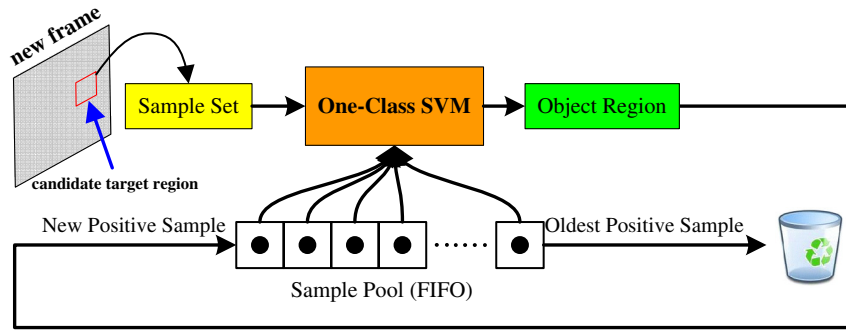 new frame
Sample Set
One-Class SVM
Object Region
candidate target region
New Positive Sample
Oldest Positive Sample
......
Sample Pool (FIFO)